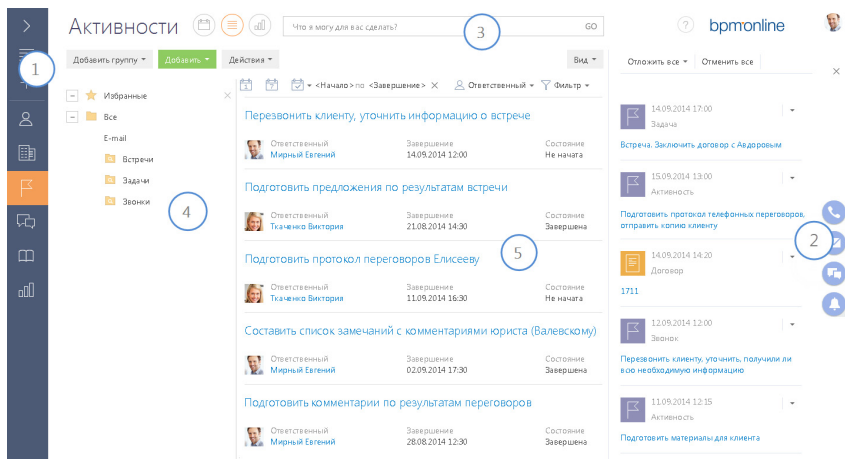 Активности
Что я могу для вас сделать?
GO
3
?
bpmonline
1
Добавить группу
Добавить
Действия
Вид
Отложить все
Отменить все
Избранные
Все
E-mail
Встречи
Задачи
Звонки
4
<Начало> по <Завершение>
Ответственный
Фильтр
Перезвонить клиенту, уточнить информацию о встрече
Ответственный Завершение Состояние
Мирный Евгений 14.09.2014 12:00 Не начата
Подготовить предложения по результатам встречи
Ответственный Завершение Состояние
Ткаченко Виктория 21.08.2014 14:30 Завершена
Подготовить протокол переговоров Елисееву
5
Ответственный Завершение Состояние
Ткаченко Виктория 11.09.2014 16:30 Не начата
Составить список замечаний с комментариями юриста (Валевскому)
Ответственный Завершение Состояние
Мирный Евгений 02.09.2014 17:30 Завершена
Подготовить комментарии по результатам переговоров
Ответственный Завершение Состояние
Мирный Евгений 28.08.2014 12:30 Завершена
14.09.2014 17:00
Задача
Встреча. Заключить договор с Авдоровым
15.09.2014 13:00
Активность
Подготовить протокол телефонных переговоров,
отправить копию клиенту
2
14.09.2014 14:20
Договор
1711
12.09.2014 12:00
Звонок
Перезвонить клиенту, уточнить, получили ли
всю необходимую информацию
11.09.2014 12:15
Активность
Подготовить материалы для клиента